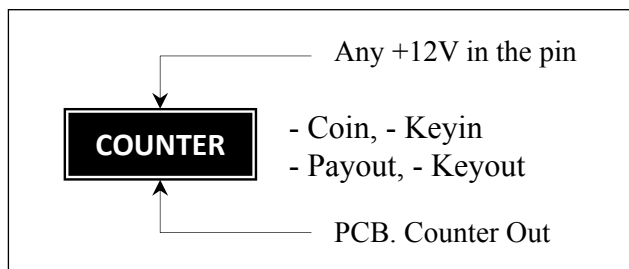 Any +12V in the pin
COUNTER
- Coin, - Keyin
- Payout, - Keyout
PCB. Counter Out